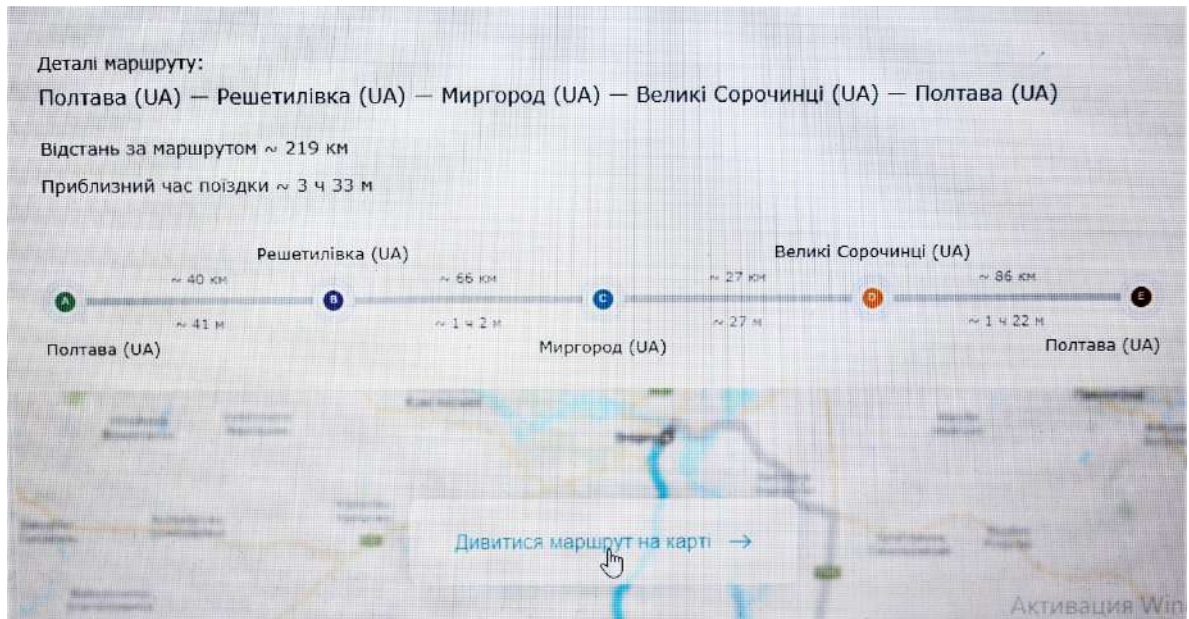 Деталі маршруту:
Полтава (UA) — Решетилівка (UA) — Миргород (UA) — Великі Сорочинці (UA) — Полтава (UA)
Відстань за маршрутом ~ 219 км
Приблизний час поїздки ~ 3 ч 33 м
Решетилівка (UA) Великі Сорочинці (UA)
~ 40 км ~ 66 км ~ 27 км ~ 86 км
A B C D E
~ 41 м ~ 1 ч 2 м ~ 27 м ~ 1 ч 22 м
Полтава (UA) Миргород (UA) Полтава (UA)
Дивитися маршрут на карті →
Активация Win